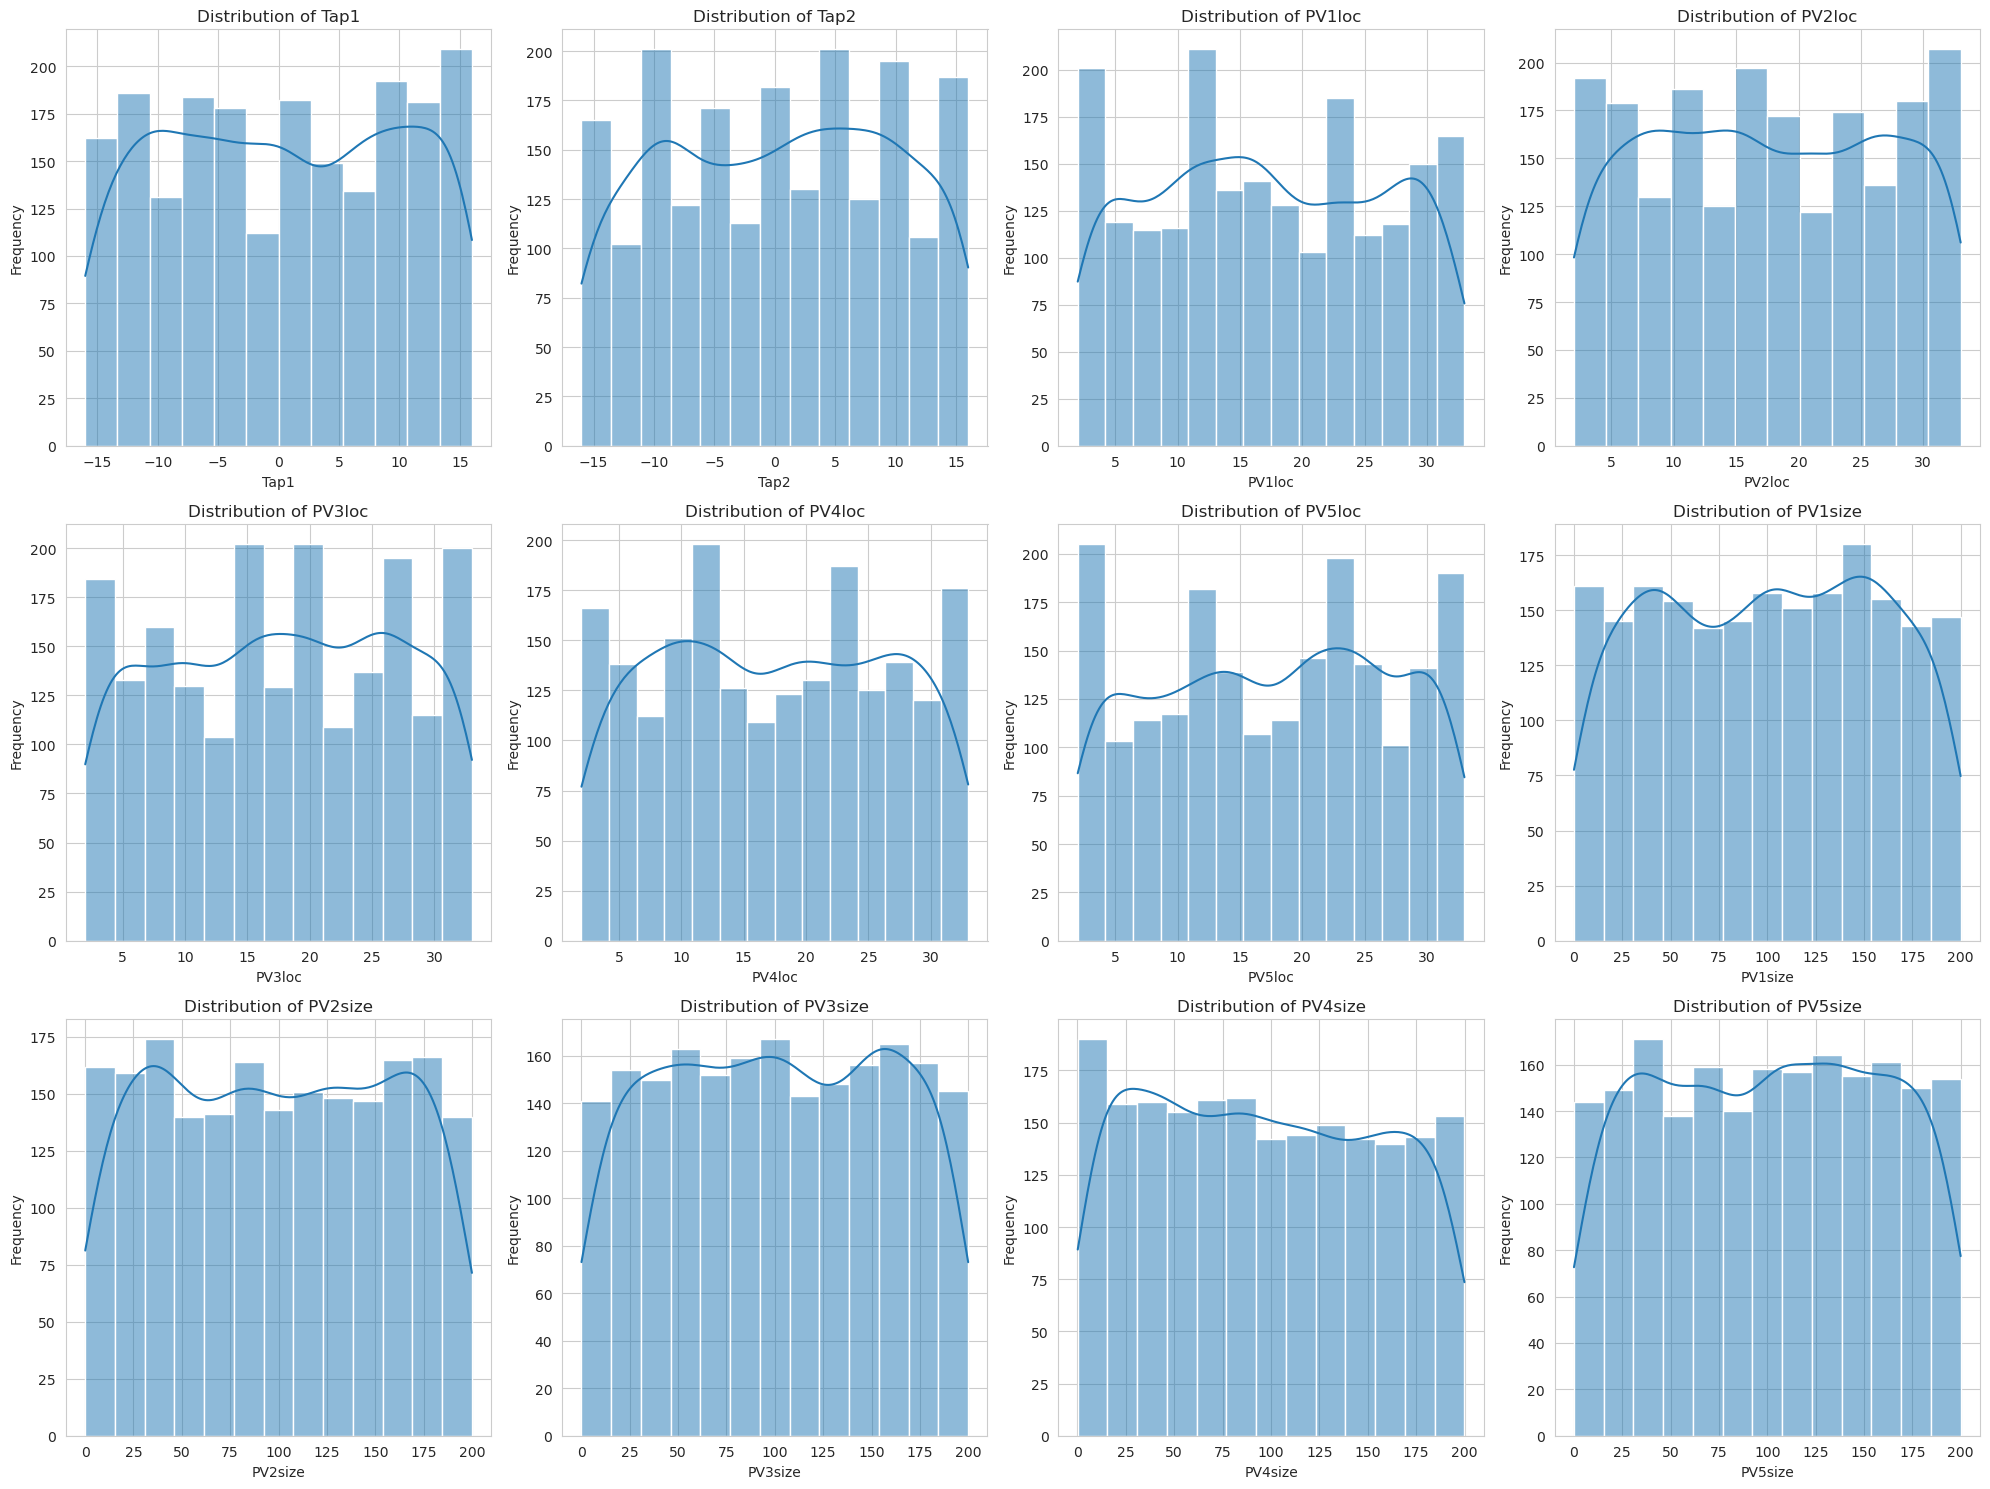 Distribution of Tap1
Frequency
200
175
150
125
100
75
50
25
0
−15 −10 −5 0 5 10 15
Tap1
Distribution of Tap2
Frequency
200
175
150
125
100
75
50
25
0
−15 −10 −5 0 5 10 15
Tap2
Distribution of PV1loc
Frequency
200
175
150
125
100
75
50
25
0
5 10 15 20 25 30
PV1loc
Distribution of PV2loc
Frequency
200
175
150
125
100
75
50
25
0
5 10 15 20 25 30
PV2loc
Distribution of PV3loc
Frequency
200
175
150
125
100
75
50
25
0
5 10 15 20 25 30
PV3loc
Distribution of PV4loc
Frequency
200
175
150
125
100
75
50
25
0
5 10 15 20 25 30
PV4loc
Distribution of PV5loc
Frequency
200
175
150
125
100
75
50
25
0
5 10 15 20 25 30
PV5loc
Distribution of PV1size
Frequency
175
150
125
100
75
50
25
0
0 25 50 75 100 125 150 175 200
PV1size
Distribution of PV2size
Frequency
175
150
125
100
75
50
25
0
0 25 50 75 100 125 150 175 200
PV2size
Distribution of PV3size
Frequency
160
140
120
100
80
60
40
20
0
0 25 50 75 100 125 150 175 200
PV3size
Distribution of PV4size
Frequency
175
150
125
100
75
50
25
0
0 25 50 75 100 125 150 175 200
PV4size
Distribution of PV5size
Frequency
160
140
120
100
80
60
40
20
0
0 25 50 75 100 125 150 175 200
PV5size